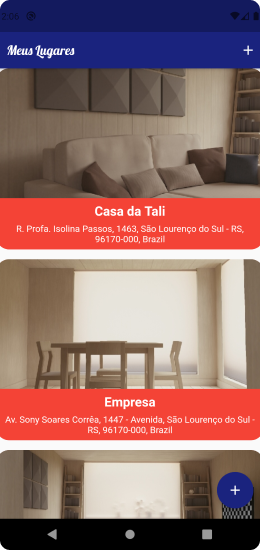 2:06
Meus Lugares
+
Casa da Tali
R. Profa. Isolina Passos, 1463, São Lourenço do Sul - RS,
96170-000, Brazil
Empresa
Av. Sony Soares Corrêa, 1447 - Avenida, São Lourenço do Sul -
RS, 96170-000, Brazil
+